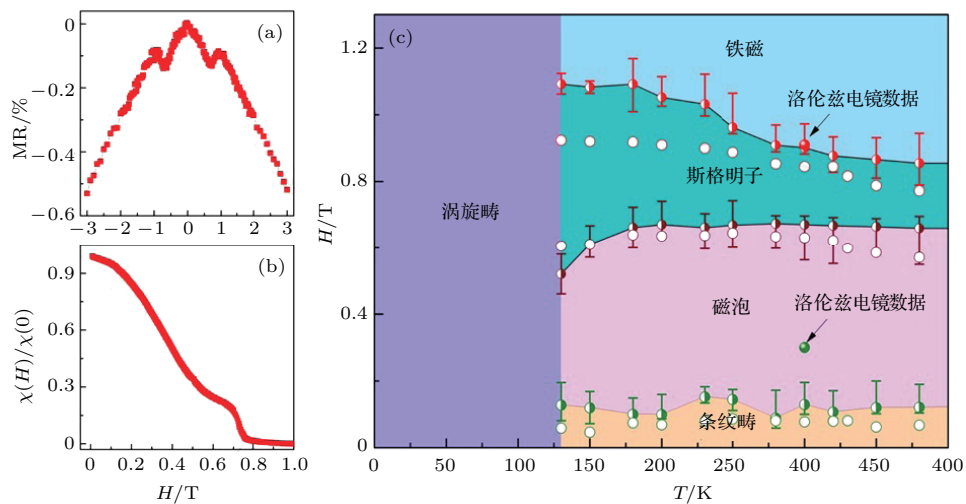 (a)
0
−0.2
−0.4
−0.6
MR/%
−3 −2 −1 0 1 2 3
(b)
0.9
0.6
0.3
0
χ(H)/χ(0)
0 0.2 0.4 0.6 0.8 1.0
H/T
(c)
铁磁
洛伦兹电镜数据
斯格明子
涡旋畴
磁泡
洛伦兹电镜数据
条纹畴
1.2
0.8
0.4
0
H/T
0 50 100 150 200 250 300 350 400
400
T/K